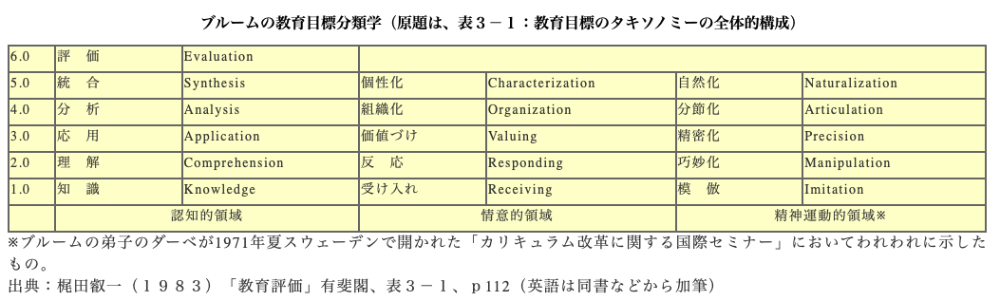 ブルームの教育目標分類学（原題は、表３－１：教育目標のタキソノミーの全体的構成）
6.0 評　価 Evaluation
5.0 統　合 Synthesis 個性化 Characterization 自然化 Naturalization
4.0 分　析 Analysis 組織化 Organization 分節化 Articulation
3.0 応　用 Application 価値づけ Valuing 精密化 Precision
2.0 理　解 Comprehension 反　応 Responding 巧妙化 Manipulation
1.0 知　識 Knowledge 受け入れ Receiving 模　倣 Imitation
認知的領域 情意的領域 精神運動的領域※
※ブルームの弟子のダーベが1971年夏スウェーデンで開かれた「カリキュラム改革に関する国際セミナー」においてわれわれに示した
もの。
出典：梶田叡一（１９８３）「教育評価」有斐閣、表３－１、ｐ112（英語は同書などから加筆）